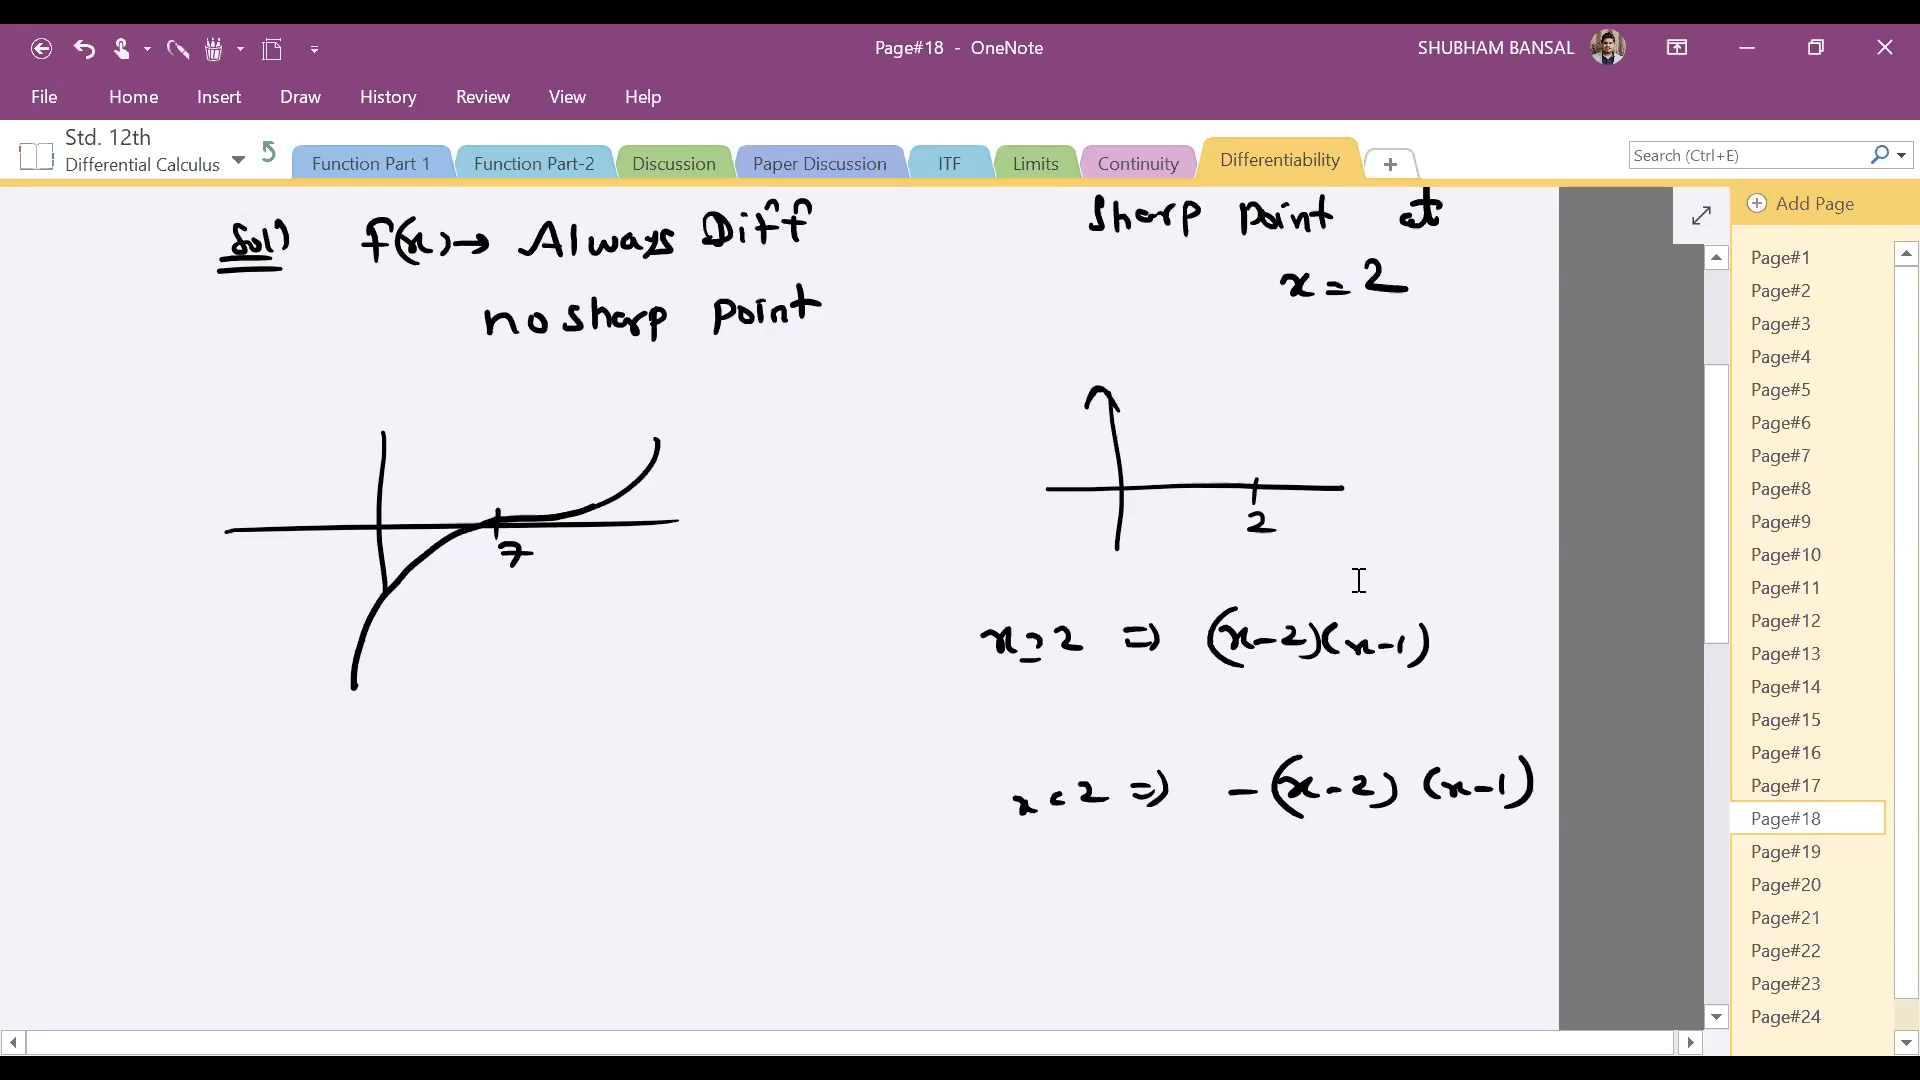 Page#18 - OneNote
SHUBHAM BANSAL
File Home Insert Draw History Review View Help
Std. 12th
Differential Calculus
Function Part 1 Function Part-2 Discussion Paper Discussion ITF Limits Continuity Differentiability +
Search (Ctrl+E)
Sol)
f(x) → Always Diff
no sharp point
Sharp point at
x = 2
7
2
x ≥ 2 ⇒ (x-2)(x-1)
x < 2 ⇒ -(x-2) (x-1)
Add Page
Page#1
Page#2
Page#3
Page#4
Page#5
Page#6
Page#7
Page#8
Page#9
Page#10
Page#11
Page#12
Page#13
Page#14
Page#15
Page#16
Page#17
Page#18
Page#19
Page#20
Page#21
Page#22
Page#23
Page#24